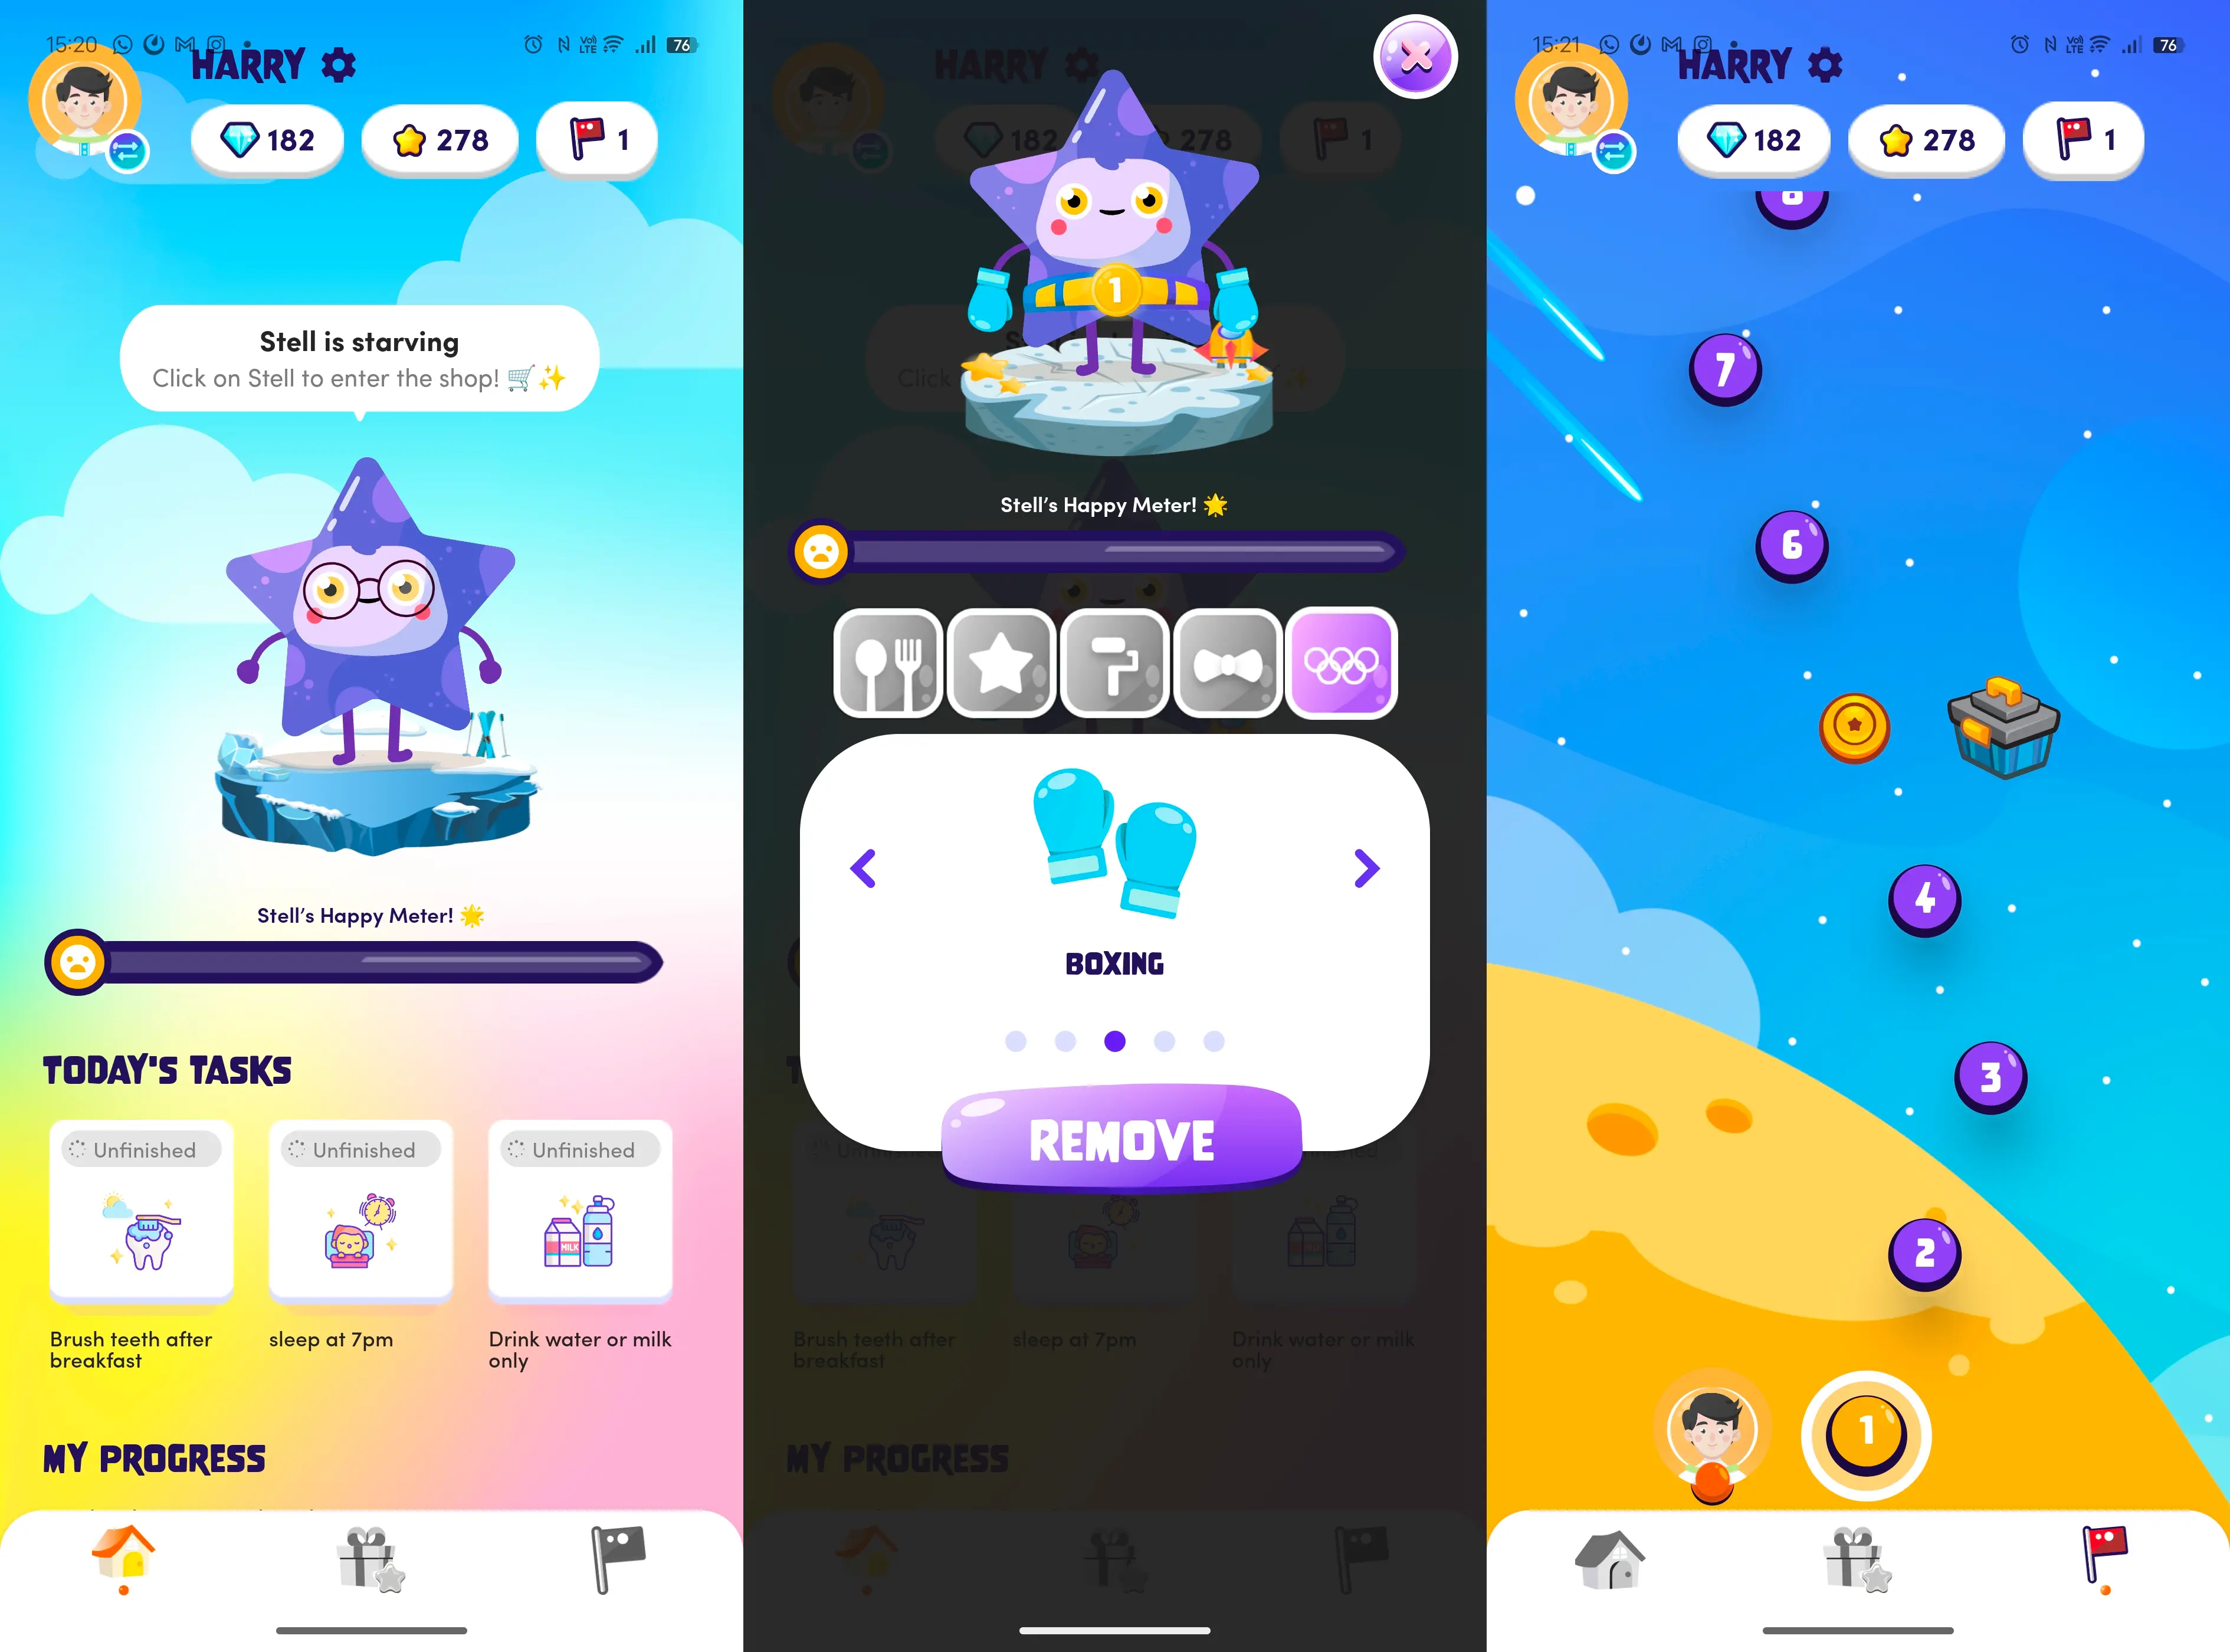 15:20
76
HARRY
182
278
1
Stell is starving
Click on Stell to enter the shop! 🛒✨
Stell's Happy Meter! 🌟
TODAY'S TASKS
Unfinished
Unfinished
Unfinished
MILK
Brush teeth after
breakfast
sleep at 7pm
Drink water or milk
only
MY PROGRESS
HARRY
182
278
1
1
Stell's Happy Meter! 🌟
BOXING
REMOVE
Brush teeth after
breakfast
sleep at 7pm
Drink water or milk
only
MY PROGRESS
15:21
76
HARRY
182
278
1
7
6
4
3
2
1